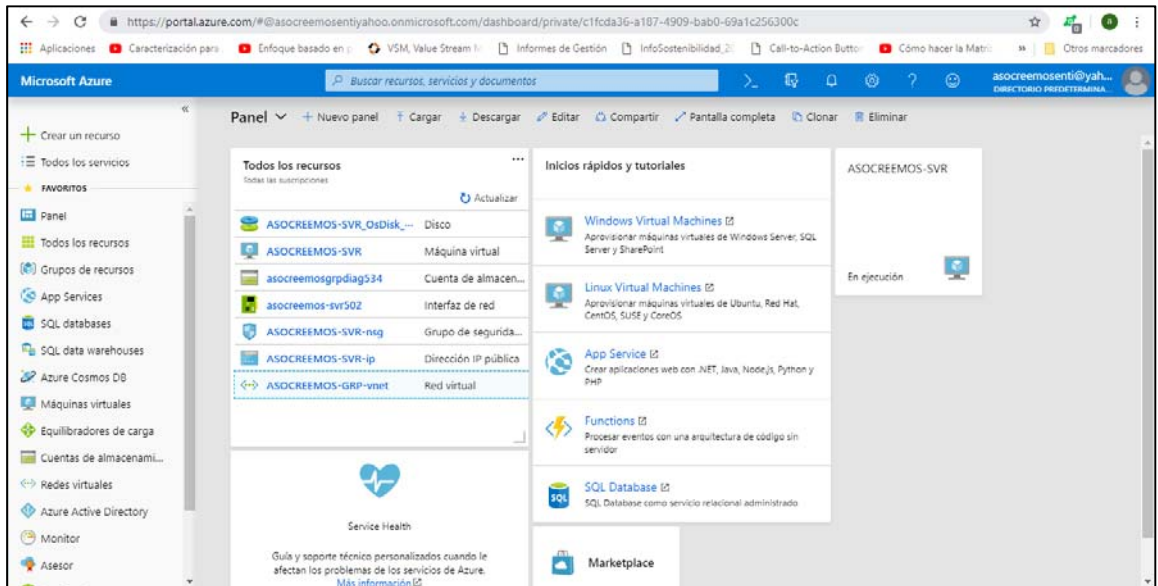 https://portal.azure.com/#@asocreemosentiyahoo.onmicrosoft.com/dashboard/private/c1fcda36-a187-4909-bab0-69a1c256300c
Aplicaciones Caracterización para Enfoque basado en p VSM, Value Stream Informes de Gestión InfoSostenibilidad_2 Call-to-Action Button Cómo hacer la Matri Otros marcadores
Microsoft Azure
Buscar recursos, servicios y documentos
asocreemosenti@yah...
DIRECTORIO PREDETERMINA...
Crear un recurso
Todos los servicios
FAVORITOS
Panel
Todos los recursos
Grupos de recursos
App Services
SQL databases
SQL data warehouses
Azure Cosmos DB
Máquinas virtuales
Equilibradores de carga
Cuentas de almacenami...
Redes virtuales
Azure Active Directory
Monitor
Asesor
Panel + Nuevo panel Cargar Descargar Editar Compartir Pantalla completa Clonar Eliminar
Todos los recursos
Todas las suscripciones
Actualizar
ASOCREEMOS-SVR_OsDisk_... Disco
ASOCREEMOS-SVR Máquina virtual
asocreemosgrpdiag534 Cuenta de almacen...
asocreemos-svr502 Interfaz de red
ASOCREEMOS-SVR-nsg Grupo de segurida...
ASOCREEMOS-SVR-ip Dirección IP pública
ASOCREEMOS-GRP-vnet Red virtual
Service Health
Guía y soporte técnico personalizados cuando le
afectan los problemas de los servicios de Azure.
Más información
Inicios rápidos y tutoriales
Windows Virtual Machines
Aprovisionar máquinas virtuales de Windows Server, SQL
Server y SharePoint
Linux Virtual Machines
Aprovisionar máquinas virtuales de Ubuntu, Red Hat,
CentOS, SUSE y CoreOS
App Service
Crear aplicaciones web con .NET, Java, Node.js, Python y
PHP
Functions
Procesar eventos con una arquitectura de código sin
servidor
SQL Database
SQL Database como servicio relacional administrado
Marketplace
ASOCREEMOS-SVR
En ejecución